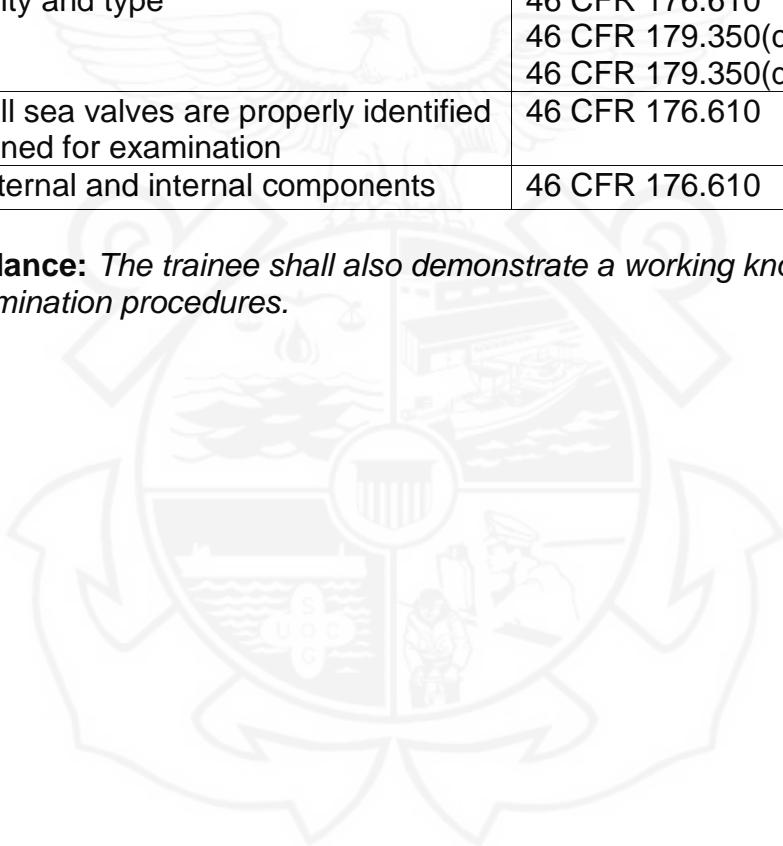 ity and type 46 CFR 176.610
46 CFR 179.350(c
46 CFR 179.350(c
ll sea valves are properly identified 46 CFR 176.610
ned for examination
ternal and internal components 46 CFR 176.610
lance: The trainee shall also demonstrate a working kno
mination procedures.
S
U O C
G